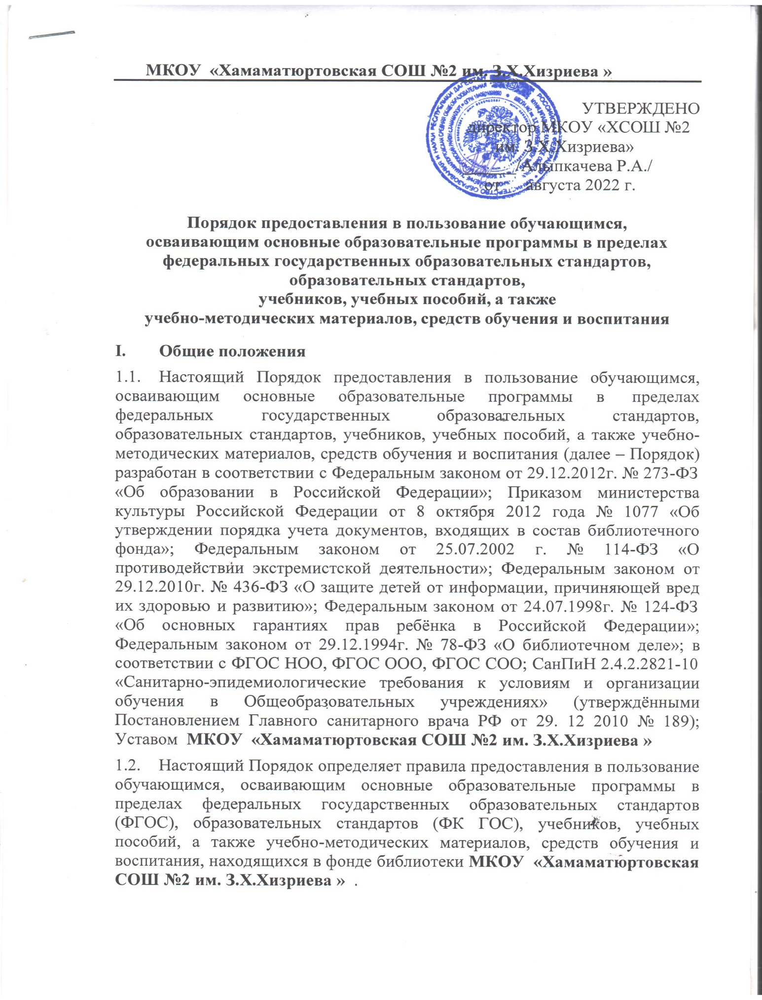 МКОУ «Хамаматюртовская СОШ №2 им. З.Х.Хизриева »
УТВЕРЖДЕНО
директор МКОУ «ХСОШ №2
им. З.Х.Хизриева»
/Алыпкачева Р.А./
от августа 2022 г.
Порядок предоставления в пользование обучающимся,
осваивающим основные образовательные программы в пределах
федеральных государственных образовательных стандартов,
образовательных стандартов,
учебников, учебных пособий, а также
учебно-методических материалов, средств обучения и воспитания
I. Общие положения
1.1. Настоящий Порядок предоставления в пользование обучающимся,
осваивающим основные образовательные программы в пределах
федеральных государственных образовательных стандартов,
образовательных стандартов, учебников, учебных пособий, а также учебно-
методических материалов, средств обучения и воспитания (далее – Порядок)
разработан в соответствии с Федеральным законом от 29.12.2012г. № 273-ФЗ
«Об образовании в Российской Федерации»; Приказом министерства
культуры Российской Федерации от 8 октября 2012 года № 1077 «Об
утверждении порядка учета документов, входящих в состав библиотечного
фонда»; Федеральным законом от 25.07.2002 г. № 114-ФЗ «О
противодействии экстремистской деятельности»; Федеральным законом от
29.12.2010г. № 436-ФЗ «О защите детей от информации, причиняющей вред
их здоровью и развитию»; Федеральным законом от 24.07.1998г. № 124-ФЗ
«Об основных гарантиях прав ребёнка в Российской Федерации»;
Федеральным законом от 29.12.1994г. № 78-ФЗ «О библиотечном деле»; в
соответствии с ФГОС НОО, ФГОС ООО, ФГОС СОО; СанПиН 2.4.2.2821-10
«Санитарно-эпидемиологические требования к условиям и организации
обучения в Общеобразовательных учреждениях» (утверждёнными
Постановлением Главного санитарного врача РФ от 29. 12 2010 № 189);
Уставом МКОУ «Хамаматюртовская СОШ №2 им. З.Х.Хизриева »
1.2. Настоящий Порядок определяет правила предоставления в пользование
обучающимся, осваивающим основные образовательные программы в
пределах федеральных государственных образовательных стандартов
(ФГОС), образовательных стандартов (ФК ГОС), учебников, учебных
пособий, а также учебно-методических материалов, средств обучения и
воспитания, находящихся в фонде библиотеки МКОУ «Хамаматюртовская
СОШ №2 им. З.Х.Хизриева » .